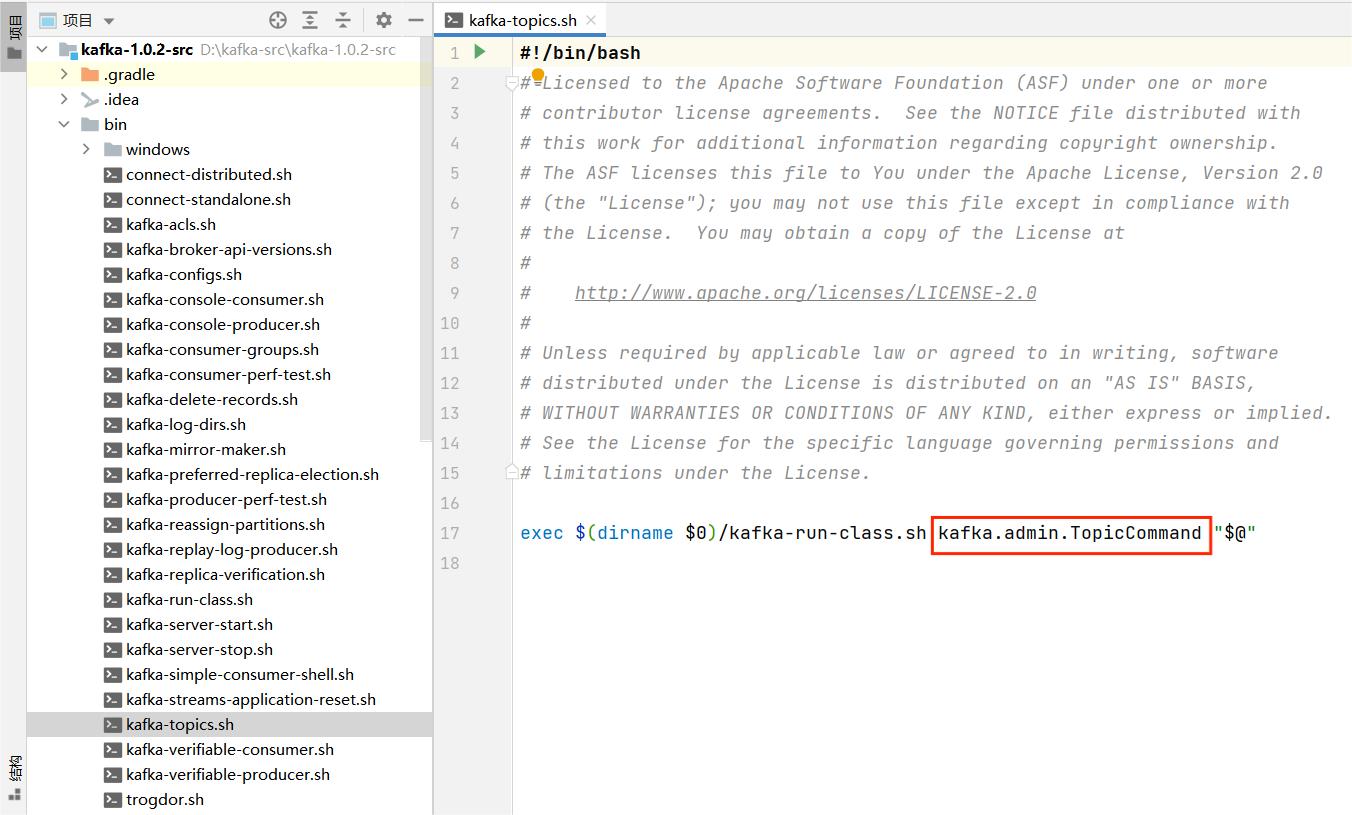 项目
结构
项目
kafka-1.0.2-src D:\kafka-src\kafka-1.0.2-src
.gradle
.idea
bin
windows
connect-distributed.sh
connect-standalone.sh
kafka-acls.sh
kafka-broker-api-versions.sh
kafka-configs.sh
kafka-console-consumer.sh
kafka-console-producer.sh
kafka-consumer-groups.sh
kafka-consumer-perf-test.sh
kafka-delete-records.sh
kafka-log-dirs.sh
kafka-mirror-maker.sh
kafka-preferred-replica-election.sh
kafka-producer-perf-test.sh
kafka-reassign-partitions.sh
kafka-replay-log-producer.sh
kafka-replica-verification.sh
kafka-run-class.sh
kafka-server-start.sh
kafka-server-stop.sh
kafka-simple-consumer-shell.sh
kafka-streams-application-reset.sh
kafka-topics.sh
kafka-verifiable-consumer.sh
kafka-verifiable-producer.sh
trogdor.sh
kafka-topics.sh
1 #!/bin/bash
2 # Licensed to the Apache Software Foundation (ASF) under one or more
3 # contributor license agreements.  See the NOTICE file distributed with
4 # this work for additional information regarding copyright ownership.
5 # The ASF licenses this file to You under the Apache License, Version 2.0
6 # (the "License"); you may not use this file except in compliance with
7 # the License.  You may obtain a copy of the License at
8 #
9 #    http://www.apache.org/licenses/LICENSE-2.0
10 #
11 # Unless required by applicable law or agreed to in writing, software
12 # distributed under the License is distributed on an "AS IS" BASIS,
13 # WITHOUT WARRANTIES OR CONDITIONS OF ANY KIND, either express or implied.
14 # See the License for the specific language governing permissions and
15 # limitations under the License.
16
17 exec $(dirname $0)/kafka-run-class.sh kafka.admin.TopicCommand "$@"
18